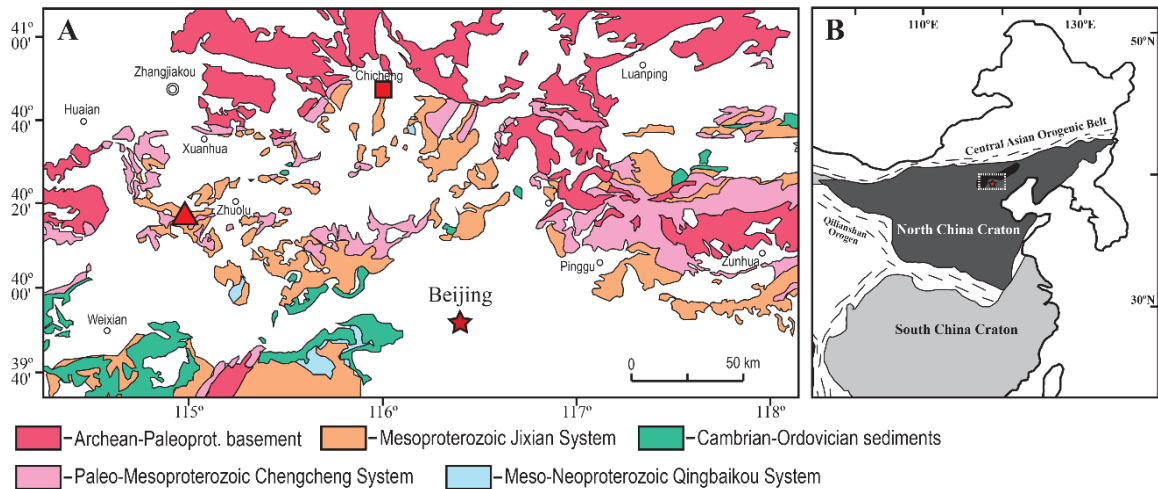 A
41
00'
Zhangjiakou
Chicheng
Luanping
Huaian
40°
40'
Xuanhua
40°
20'
Zhuolu
Pinggu
Zunhua
40°
00'
Beijing
Weixian
39°
40'
0
50 km
115°
116°
117°
118°
B
110°E
130°E
50°N
Central Asian Orogenic Belt
North China Craton
Qilianshan
Orogen
30°N
South China Craton
Archean-Paleoprot. basement
Mesoproterozoic Jixian System
Cambrian-Ordovician sediments
Paleo-Mesoproterozoic Chengcheng System
Meso-Neoproterozoic Qingbaikou System